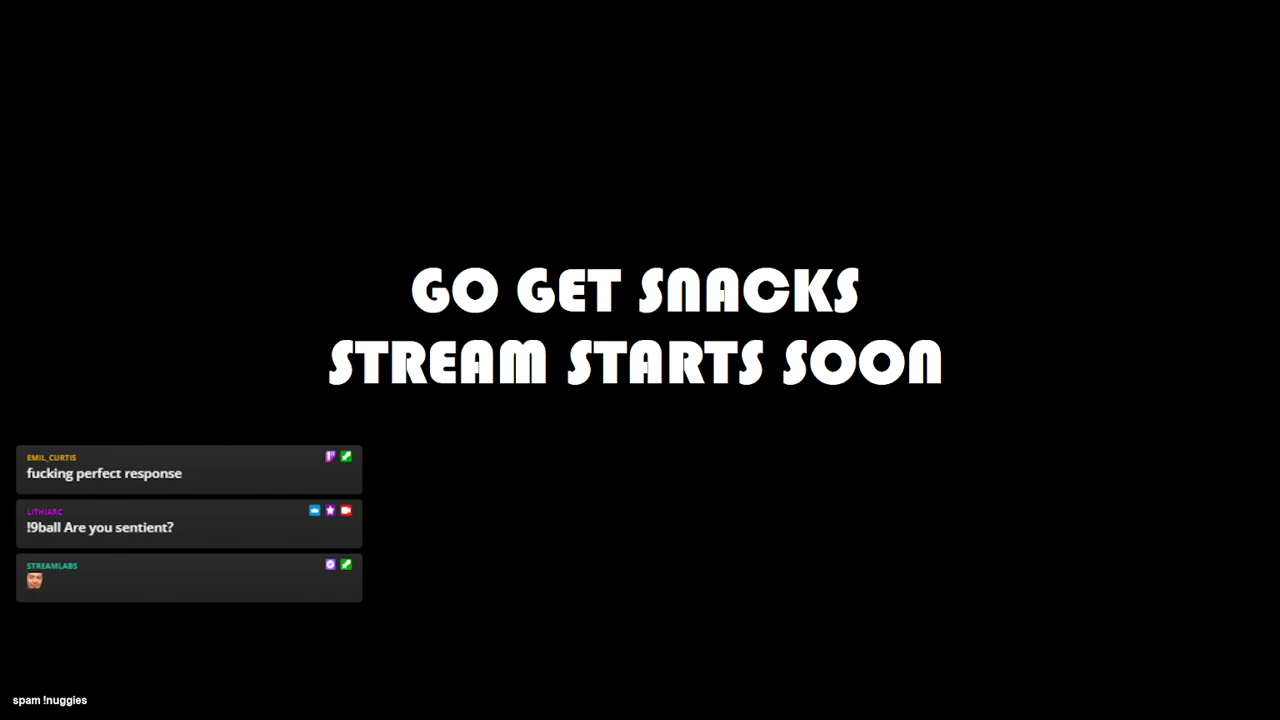 GO GET SNACKS
STREAM STARTS SOON
EMIL_CURTIS
fucking perfect response
LITHIARC
!9ball Are you sentient?
STREAMLABS
spam !nuggies